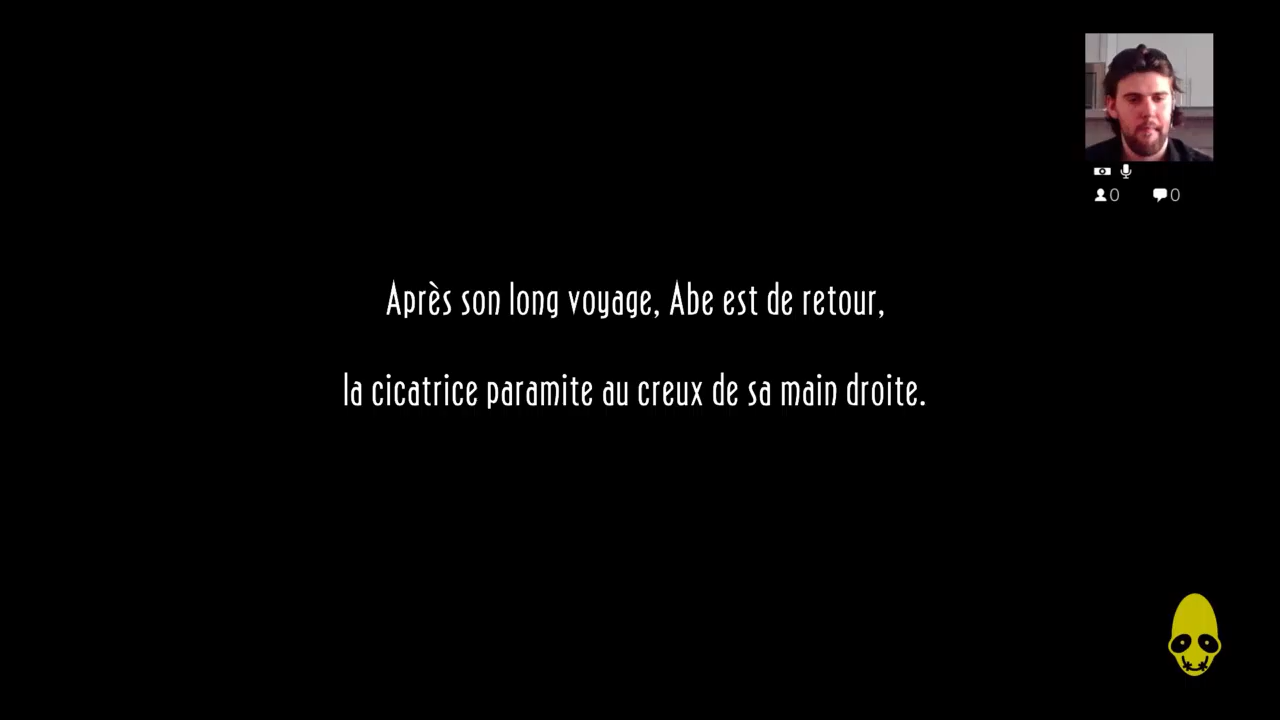 0 0
Après son long voyage, Abe est de retour,
la cicatrice paramite au creux de sa main droite.